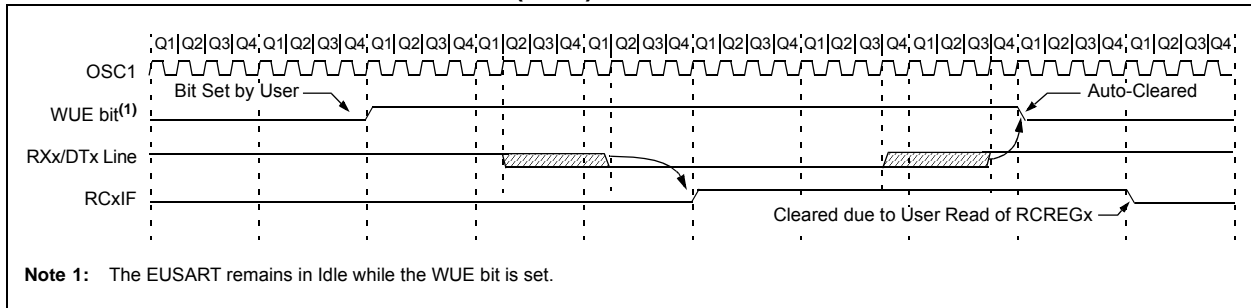 Q1 Q2 Q3 Q4 Q1 Q2 Q3 Q4 Q1 Q2 Q3 Q4 Q1 Q2 Q3 Q4 Q1 Q2 Q3 Q4 Q1 Q2 Q3 Q4 Q1 Q2 Q3 Q4 Q1 Q2 Q3 Q4 Q1 Q2 Q3 Q4 Q1 Q2 Q3 Q4
OSC1
Bit Set by User
Auto-Cleared
WUE bit(1)
RXx/DTx Line
RCxIF
Cleared due to User Read of RCREGx
Note 1: The EUSART remains in Idle while the WUE bit is set.